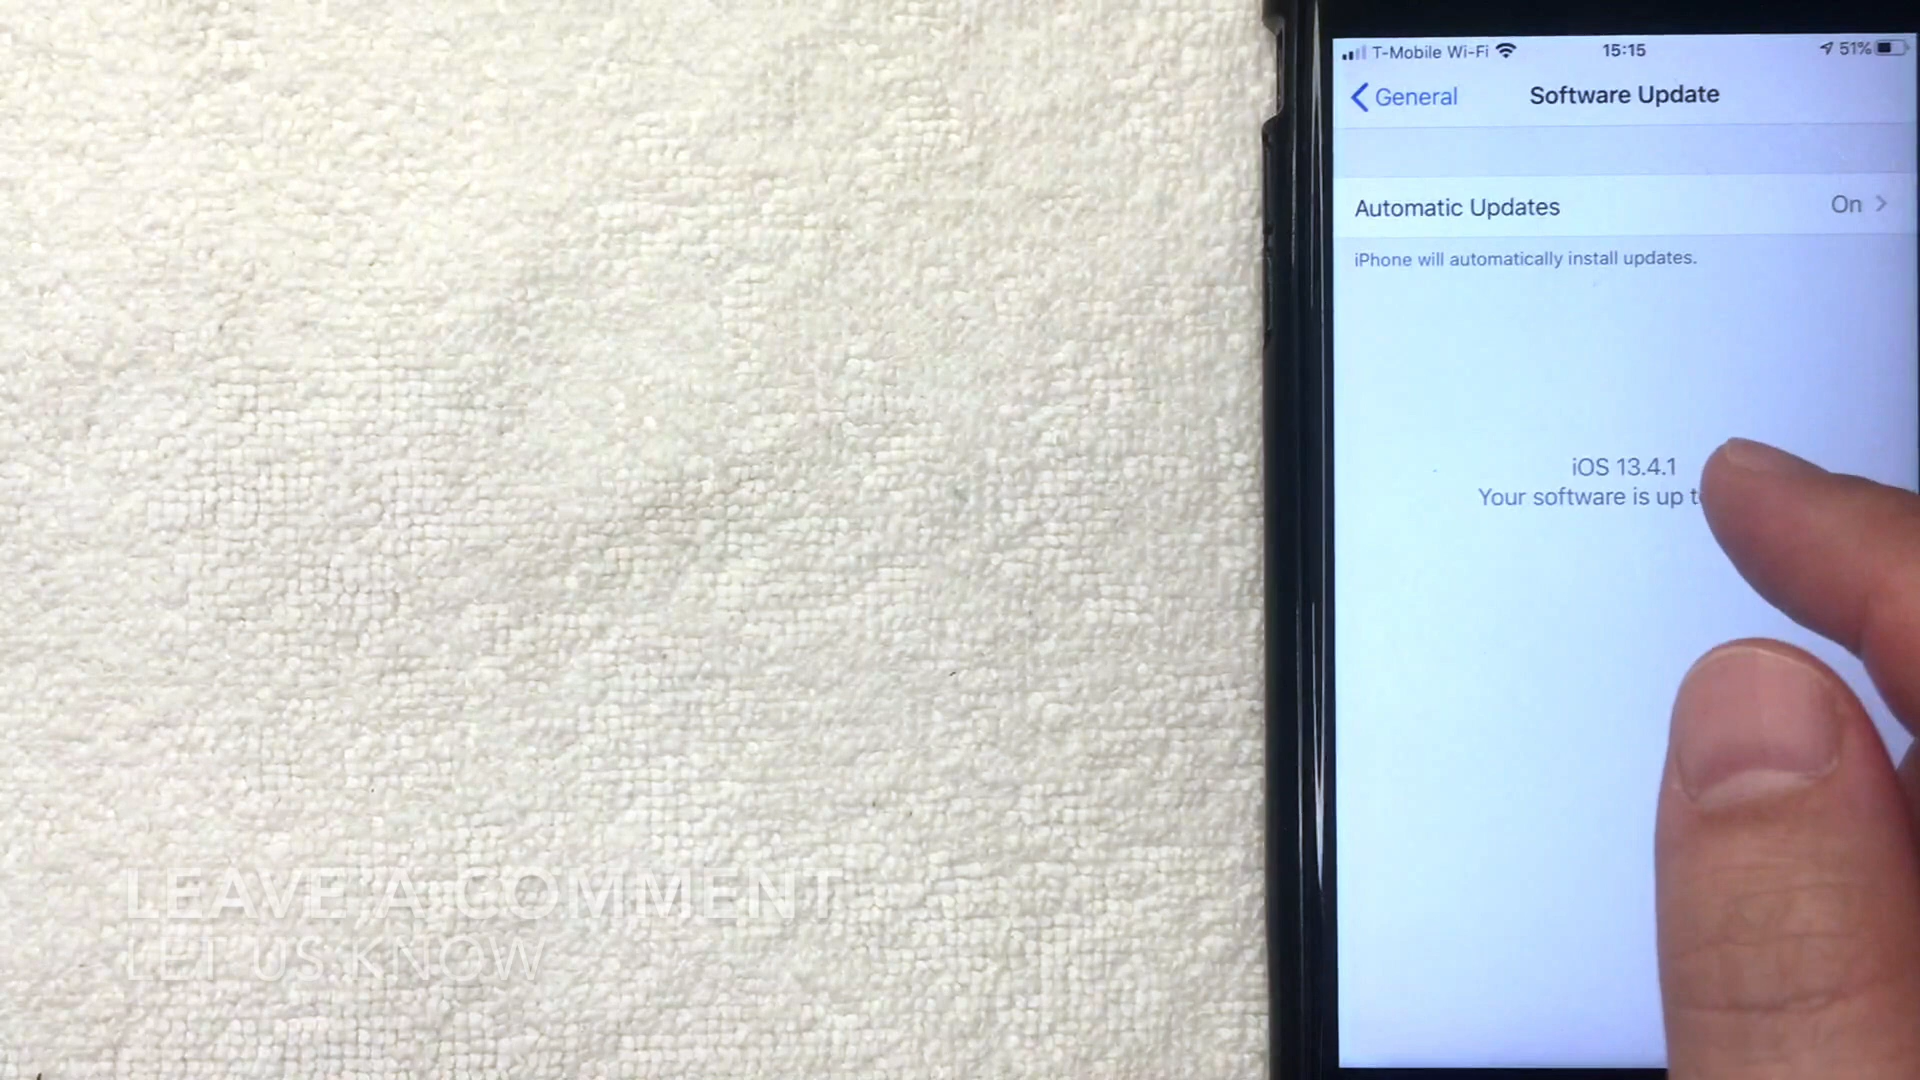 T-Mobile Wi-Fi 15:15 51%
General Software Update
Automatic Updates On
iPhone will automatically install updates.
iOS 13.4.1
Your software is up
LEAVE A COMMENT
LET US KNOW